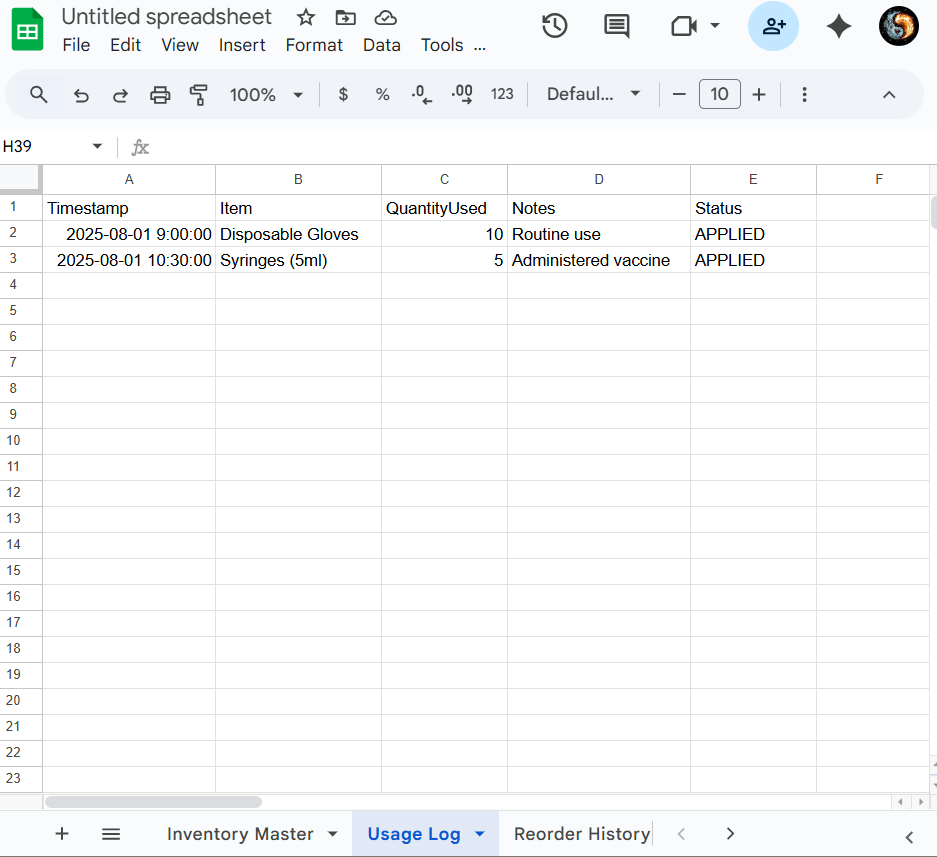 Untitled spreadsheet
File Edit View Insert Format Data Tools ...
100% $ % .0 .00 123 Defaul... 10
H39 fx
A B C D E F
1 Timestamp Item QuantityUsed Notes Status
2 2025-08-01 9:00:00 Disposable Gloves 10 Routine use APPLIED
3 2025-08-01 10:30:00 Syringes (5ml) 5 Administered vaccine APPLIED
4
5
6
7
8
9
10
11
12
13
14
15
16
17
18
19
20
21
22
23
Inventory Master Usage Log Reorder History